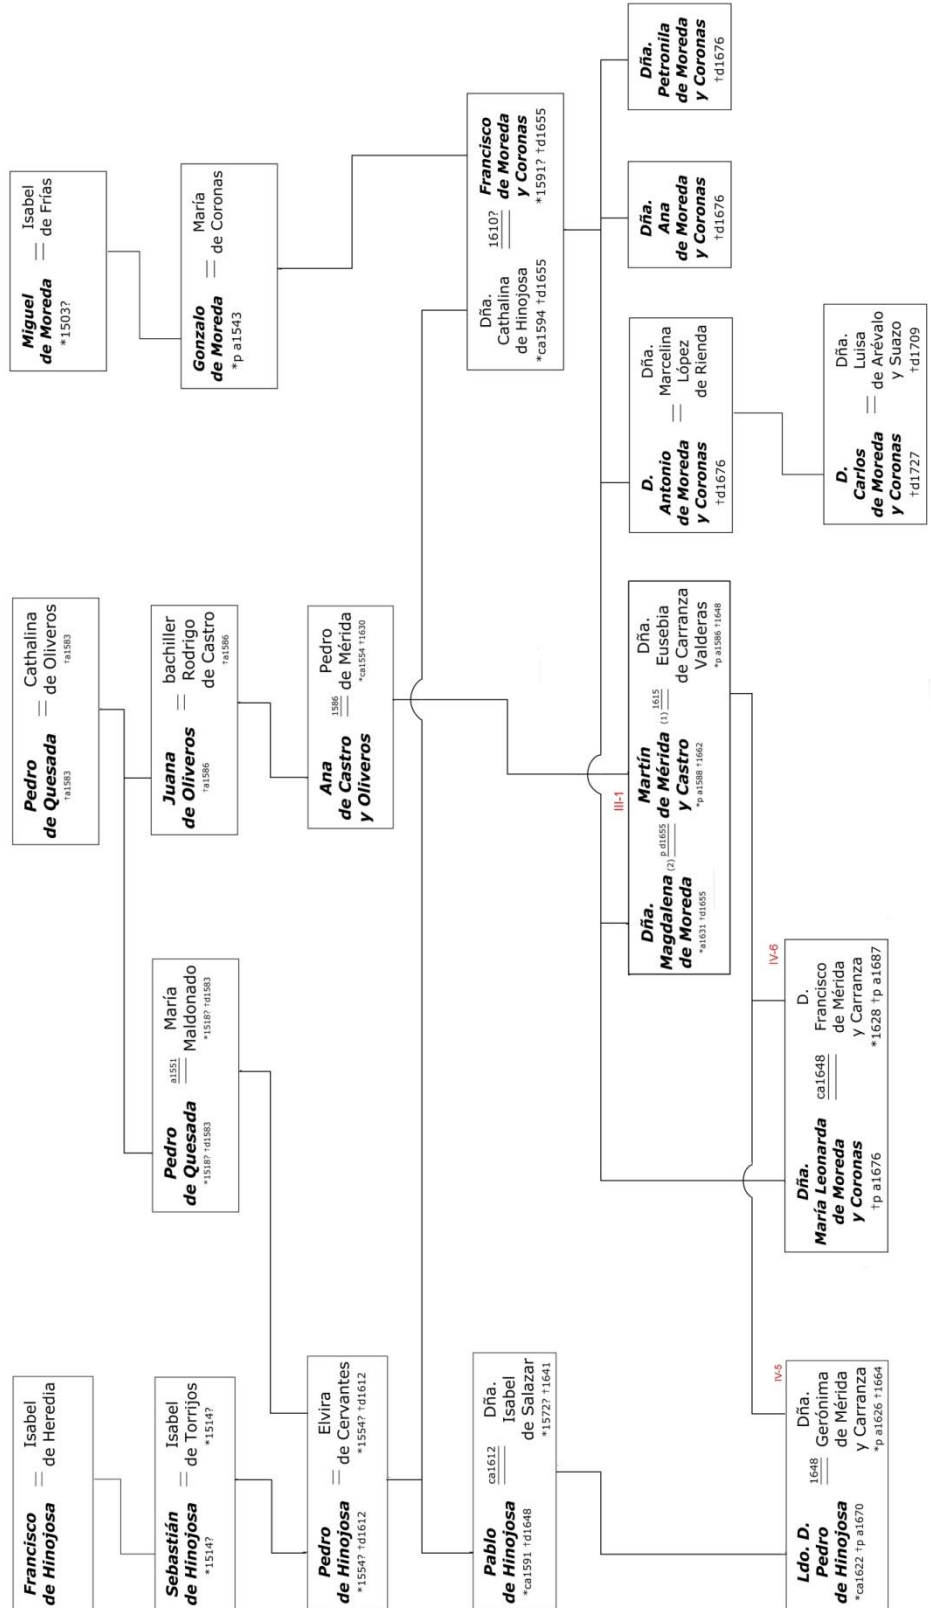 Francisco
de Hinojosa
=
Isabel
de Heredia
Pedro
de Quesada
†a1583
=
Cathalina
de Oliveros
†a1583
Miguel
de Moreda
*1503?
=
Isabel
de Frías
Sebastián
de Hinojosa
*1514?
=
Isabel
de Torrijos
*1514?
Pedro
de Quesada
*1518? †d1583
a1551
María
Maldonado
*1518? †d1583
Juana
de Oliveros
†a1586
=
bachiller
Rodrigo
de Castro
†a1586
Gonzalo
de Moreda
*p a1543
=
María
de Coronas
Pedro
de Hinojosa
*1554? †d1612
=
Elvira
de Cervantes
*1554? †d1612
Ana
de Castro
y Oliveros
1586
Pedro
de Mérida
*ca1554 †1630
Pablo
de Hinojosa
*ca1591 †d1648
ca1612
Dña.
Isabel
de Salazar
*1572? †1641
Dña.
Cathalina
de Hinojosa
*ca1594 †d1655
1610?
Francisco
de Moreda
y Coronas
*1591? †d1655
III-1
Dña.
Magdalena
de Moreda
*a1631 †d1655
(2)
p d1655
Martín
de Mérida
y Castro
*p a1588 †1662
(1)
1615
Dña.
Eusebia
de Carranza
Valderas
*p a1586 †1648
D.
Antonio
de Moreda
y Coronas
†d1676
=
Dña.
Marcelina
López
de Rienda
Dña.
Ana
de Moreda
y Coronas
†d1676
Dña.
Petronila
de Moreda
y Coronas
†d1676
IV-5
Ldo. D.
Pedro
de Hinojosa
*ca1622 †p a1670
1648
Dña.
Gerónima
de Mérida
y Carranza
*p a1626 †1664
IV-6
Dña.
María Leonarda
de Moreda
y Coronas
†p a1676
ca1648
D.
Francisco
de Mérida
y Carranza
*1628 †p a1687
D.
Carlos
de Moreda
y Coronas
†d1727
=
Dña.
Luisa
de Arévalo
y Suazo
†d1709